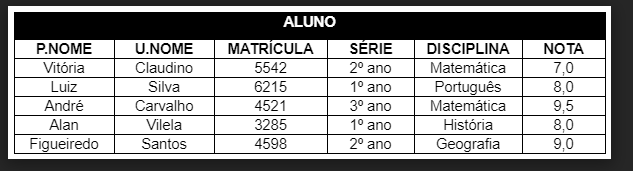 ALUNO
P.NOME U.NOME MATRÍCULA SÉRIE DISCIPLINA NOTA
Vitória Claudino 5542 2º ano Matemática 7,0
Luiz Silva 6215 1º ano Português 8,0
André Carvalho 4521 3º ano Matemática 9,5
Alan Vilela 3285 1º ano História 8,0
Figueiredo Santos 4598 2º ano Geografia 9,0